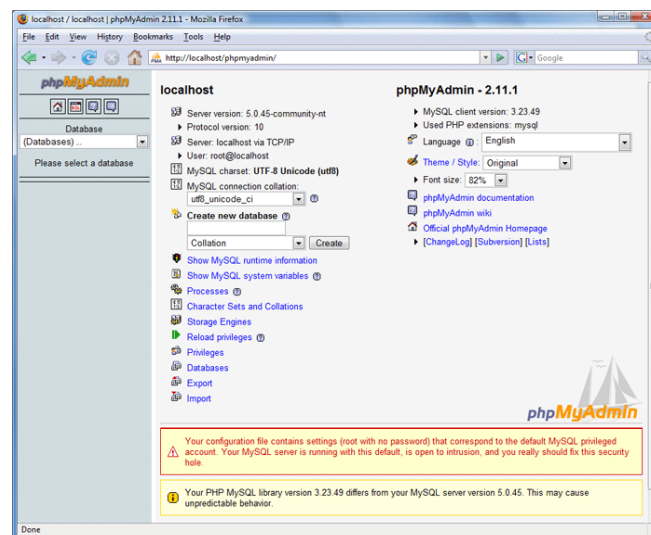 localhost / localhost | phpMyAdmin 2.11.1 - Mozilla Firefox
File Edit View History Bookmarks Tools Help
http://localhost/phpmyadmin/
Google
phpMyAdmin
Database
(Databases) ...
Please select a database
localhost
Server version: 5.0.45-community-nt
Protocol version: 10
Server: localhost via TCP/IP
User: root@localhost
MySQL charset: UTF-8 Unicode (utf8)
MySQL connection collation:
utf8_unicode_ci
Create new database
Collation
Create
Show MySQL runtime information
Show MySQL system variables
Processes
Character Sets and Collations
Storage Engines
Reload privileges
Privileges
Databases
Export
Import
phpMyAdmin - 2.11.1
MySQL client version: 3.23.49
Used PHP extensions: mysql
Language : English
Theme / Style: Original
Font size: 82%
phpMyAdmin documentation
phpMyAdmin wiki
Official phpMyAdmin Homepage
[ChangeLog] [Subversion] [Lists]
phpMyAdmin
Your configuration file contains settings (root with no password) that correspond to the default MySQL privileged
account. Your MySQL server is running with this default, is open to intrusion, and you really should fix this security
hole.
Your PHP MySQL library version 3.23.49 differs from your MySQL server version 5.0.45. This may cause
unpredictable behavior.
Done